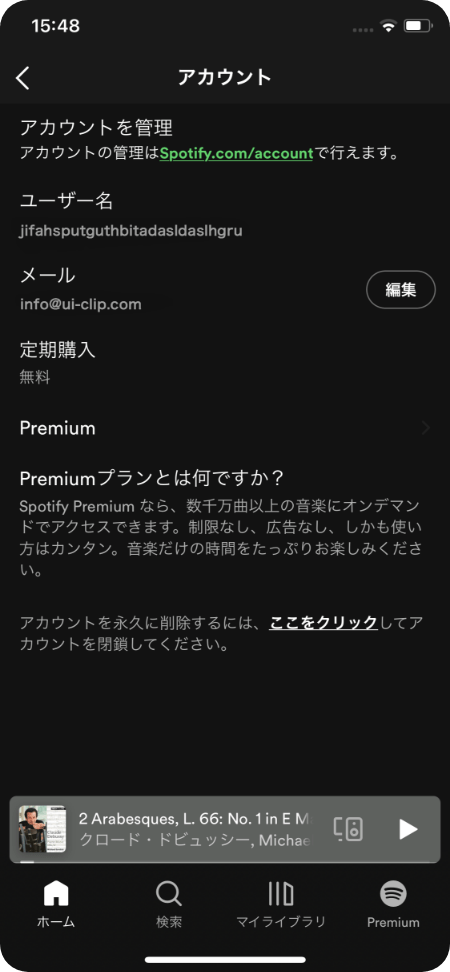 15:48
アカウント
アカウントを管理
アカウントの管理はSpotify.com/accountで行えます。
ユーザー名
jifahsputguthbitadasldaslhgru
メール
info@ui-clip.com
編集
定期購入
無料
Premium
Premiumプランとは何ですか？
Spotify Premium なら、数千万曲以上の音楽にオンデマン
ドでアクセスできます。制限なし、広告なし、しかも使い
方はカンタン。音楽だけの時間をたっぷりお楽しみくださ
い。
アカウントを永久に削除するには、ここをクリックしてア
カウントを閉鎖してください。
2 Arabesques, L. 66: No. 1 in E M
クロード・ドビュッシー, Michae
ホーム
検索
マイライブラリ
Premium